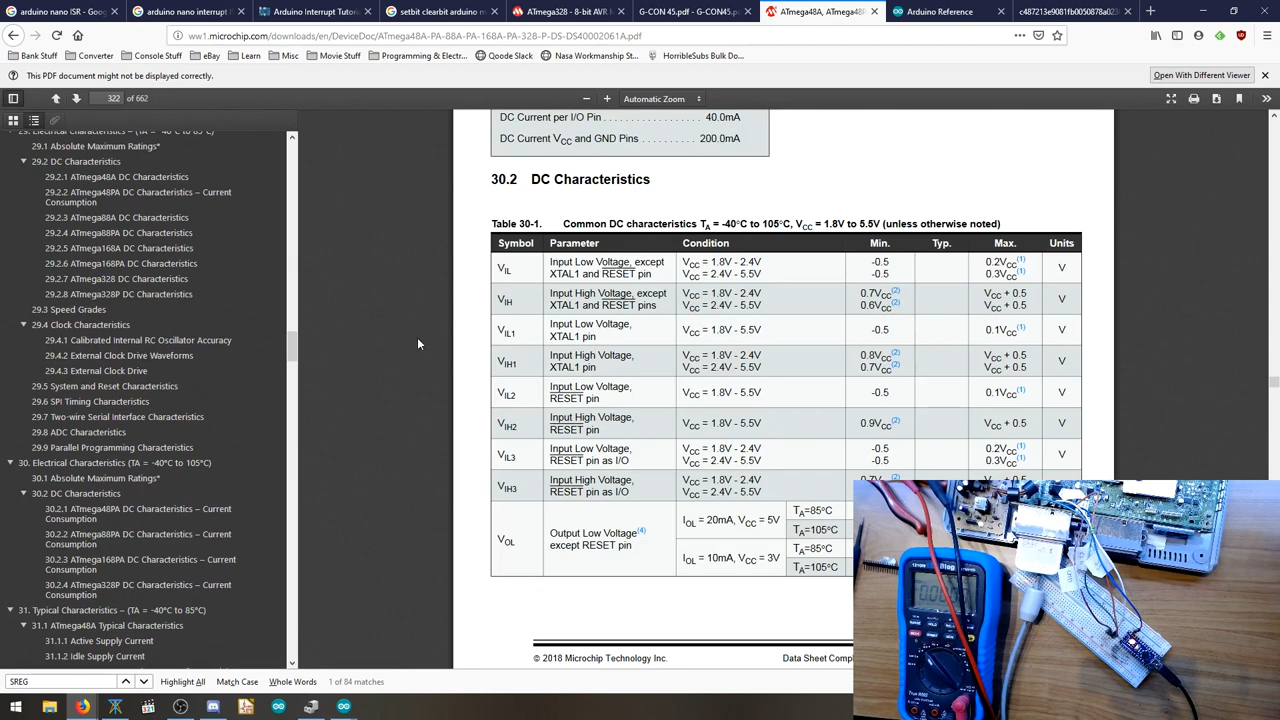 arduino nano ISR - Goo
arduino nano interrupt IS
Arduino Interrupt Tutoria
setbit clearbit arduino m
ATmega328 - 8-bit AVR M
G-CON 45.pdf - G-CON45.p
ATmega48A, ATmega48P
Arduino Reference
c487213e1bf0050878a023
ww1.microchip.com/downloads/en/DeviceDoc/ATmega48A-PA-88A-PA-168A-PA-328-P-DS-DS40002061A.pdf
Bank Stuff Converter Console Stuff eBay Learn Misc Movie Stuff Programming & Electr... Qoode Slack Nasa Workmanship St... HorribleSubs Bulk Do...
This PDF document might not be displayed correctly.
Open With Different Viewer
322 of 662
Automatic Zoom
29. Electrical Characteristics – (TA = -40°C to 85°C)
29.1 Absolute Maximum Ratings*
29.2 DC Characteristics
29.2.1 ATmega48A DC Characteristics
29.2.2 ATmega48PA DC Characteristics – Current
Consumption
29.2.3 ATmega88A DC Characteristics
29.2.4 ATmega88PA DC Characteristics
29.2.5 ATmega168A DC Characteristics
29.2.6 ATmega168PA DC Characteristics
29.2.7 ATmega328 DC Characteristics
29.2.8 ATmega328P DC Characteristics
29.3 Speed Grades
29.4 Clock Characteristics
29.4.1 Calibrated Internal RC Oscillator Accuracy
29.4.2 External Clock Drive Waveforms
29.4.3 External Clock Drive
29.5 System and Reset Characteristics
29.6 SPI Timing Characteristics
29.7 Two-wire Serial Interface Characteristics
29.8 ADC Characteristics
29.9 Parallel Programming Characteristics
30. Electrical Characteristics (TA = -40°C to 105°C)
30.1 Absolute Maximum Ratings*
30.2 DC Characteristics
30.2.1 ATmega48PA DC Characteristics – Current
Consumption
30.2.2 ATmega88PA DC Characteristics – Current
Consumption
30.2.3 ATmega168PA DC Characteristics – Current
Consumption
30.2.4 ATmega328P DC Characteristics – Current
Consumption
31. Typical Characteristics – (TA = -40°C to 85°C)
31.1 ATmega48A Typical Characteristics
31.1.1 Active Supply Current
31.1.2 Idle Supply Current
DC Current per I/O Pin . . . . . . . . . . . . . . . . . . 40.0mA
DC Current VCC and GND Pins . . . . . . . . . . 200.0mA
30.2 DC Characteristics
Table 30-1. Common DC characteristics TA = -40°C to 105°C, VCC = 1.8V to 5.5V (unless otherwise noted)
Symbol Parameter Condition Min. Typ. Max. Units
VIL Input Low Voltage, except XTAL1 and RESET pin VCC = 1.8V - 2.4V -0.5 0.2VCC(1) V
VCC = 2.4V - 5.5V -0.5 0.3VCC(1)
VIH Input High Voltage, except XTAL1 and RESET pins VCC = 1.8V - 2.4V 0.7VCC(2) VCC + 0.5 V
VCC = 2.4V - 5.5V 0.6VCC(2) VCC + 0.5
VIL1 Input Low Voltage, XTAL1 pin VCC = 1.8V - 5.5V -0.5 0.1VCC(1) V
VIH1 Input High Voltage, XTAL1 pin VCC = 1.8V - 2.4V 0.8VCC(2) VCC + 0.5 V
VCC = 2.4V - 5.5V 0.7VCC(2) VCC + 0.5
VIL2 Input Low Voltage, RESET pin VCC = 1.8V - 5.5V -0.5 0.1VCC(1) V
VIH2 Input High Voltage, RESET pin VCC = 1.8V - 5.5V 0.9VCC(2) VCC + 0.5 V
VIL3 Input Low Voltage, RESET pin as I/O VCC = 1.8V - 2.4V -0.5 0.2VCC(1) V
VCC = 2.4V - 5.5V -0.5 0.3VCC(1)
VIH3 Input High Voltage, RESET pin as I/O VCC = 1.8V - 2.4V 0.7VCC(2) VCC + 0.5
VCC = 2.4V - 5.5V
VOL Output Low Voltage(4) except RESET pin IOL = 20mA, VCC = 5V TA=85°C
TA=105°C
IOL = 10mA, VCC = 3V TA=85°C
TA=105°C
© 2018 Microchip Technology Inc. Data Sheet Compl
SREG
Highlight All Match Case Whole Words 1 of 84 matches